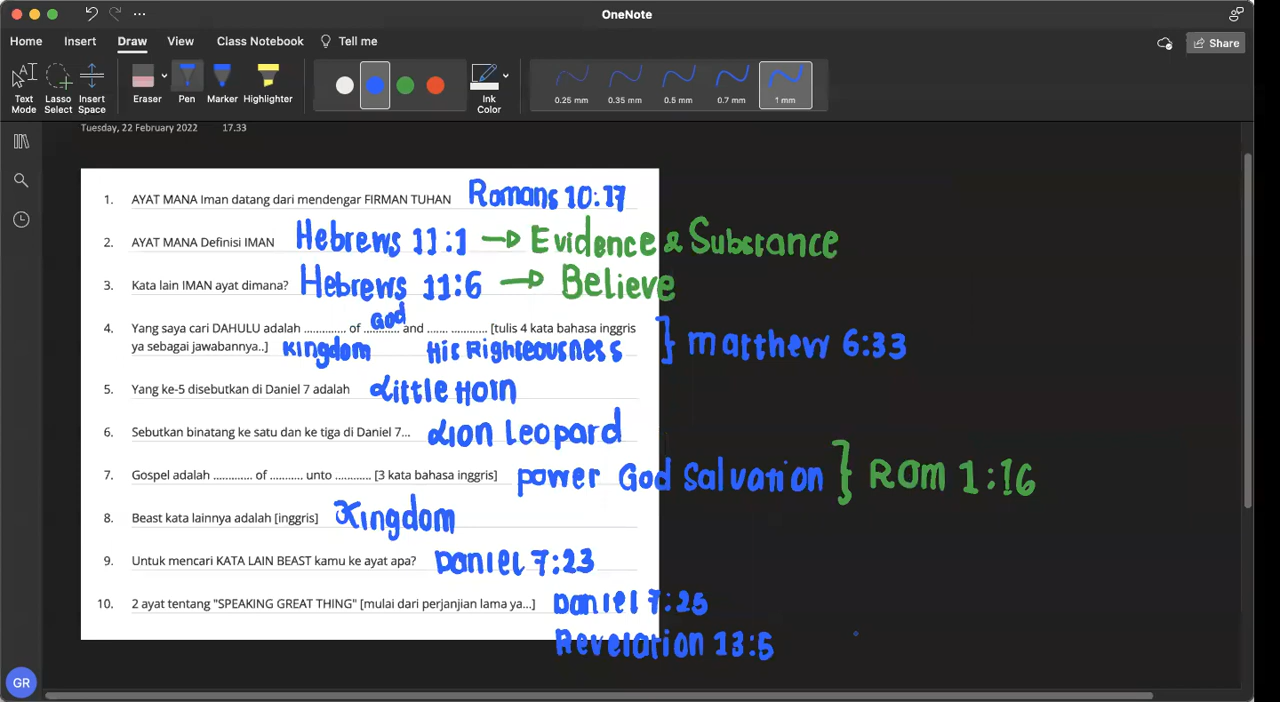 OneNote
Home Insert Draw View Class Notebook Tell me Share
Text Mode Lasso Select Insert Space Eraser Pen Marker Highlighter Ink Color 0.25 mm 0.35 mm 0.5 mm 0.7 mm 1 mm
Tuesday, 22 February 2022 17.33
1. AYAT MANA Iman datang dari mendengar FIRMAN TUHAN Romans 10:17
2. AYAT MANA Definisi IMAN Hebrews 11:1 → Evidence & Substance
3. Kata lain IMAN ayat dimana? Hebrews 11:6 → Believe
4. Yang saya cari DAHULU adalah .............. of God ........... and ...... ............ [tulis 4 kata bahasa inggris
ya sebagai jawabannya..] Kingdom His Righteousness } matthew 6:33
5. Yang ke-5 disebutkan di Daniel 7 adalah Little Horn
6. Sebutkan binatang ke satu dan ke tiga di Daniel 7... Lion Leopard
7. Gospel adalah ............. of .......... unto ............ [3 kata bahasa inggris] power God Salvation } Rom 1:16
8. Beast kata lainnya adalah [inggris] Kingdom
9. Untuk mencari KATA LAIN BEAST kamu ke ayat apa? Daniel 7:23
10. 2 ayat tentang "SPEAKING GREAT THING" [mulai dari perjanjian lama ya...] Daniel 7:25
Revelation 13:5
GR